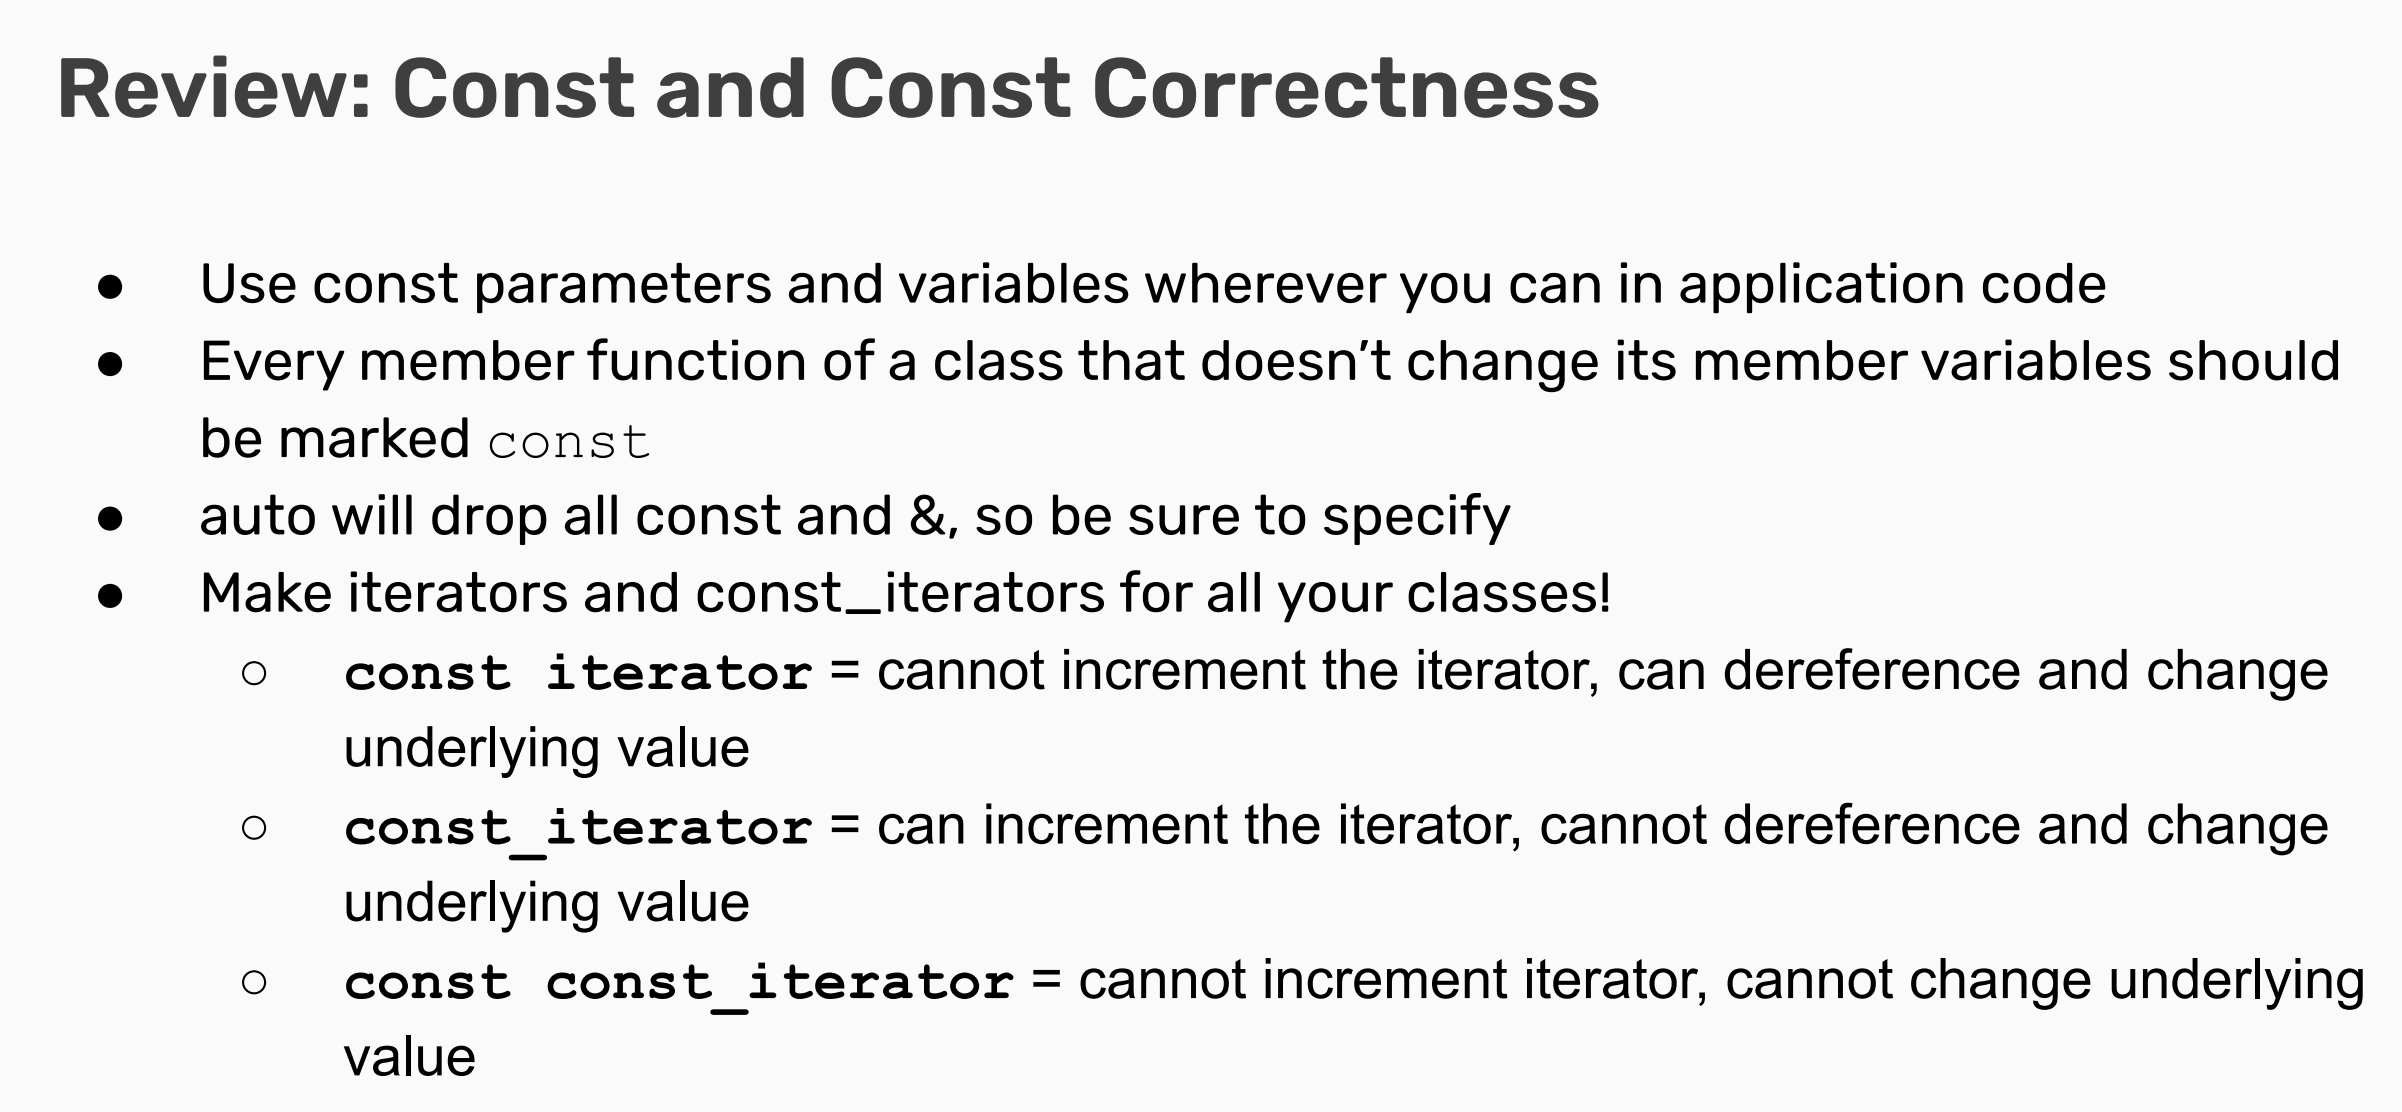 Review: Const and Const Correctness
● Use const parameters and variables wherever you can in application code
● Every member function of a class that doesn’t change its member variables should
be marked const
● auto will drop all const and &, so be sure to specify
● Make iterators and const_iterators for all your classes!
○ const iterator = cannot increment the iterator, can dereference and change
underlying value
○ const_iterator = can increment the iterator, cannot dereference and change
underlying value
○ const const_iterator = cannot increment iterator, cannot change underlying
value